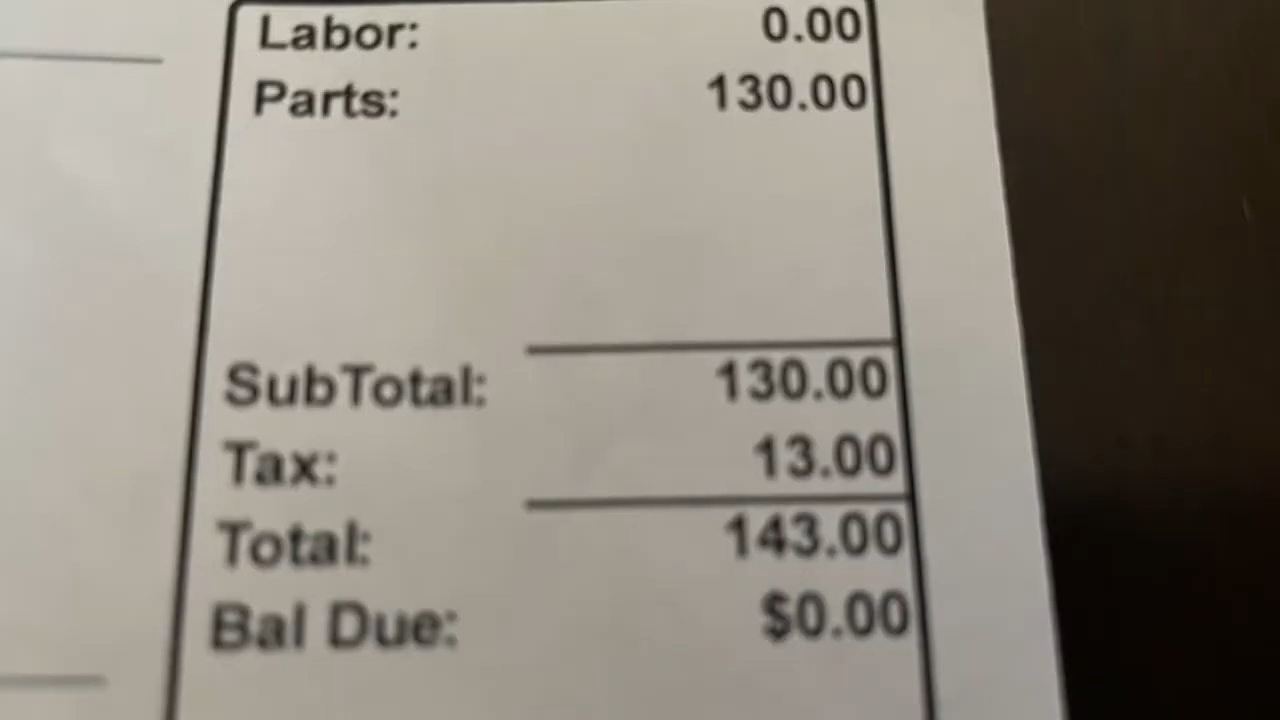 Labor: 0.00
Parts: 130.00
SubTotal: 130.00
Tax: 13.00
Total: 143.00
Bal Due: $0.00